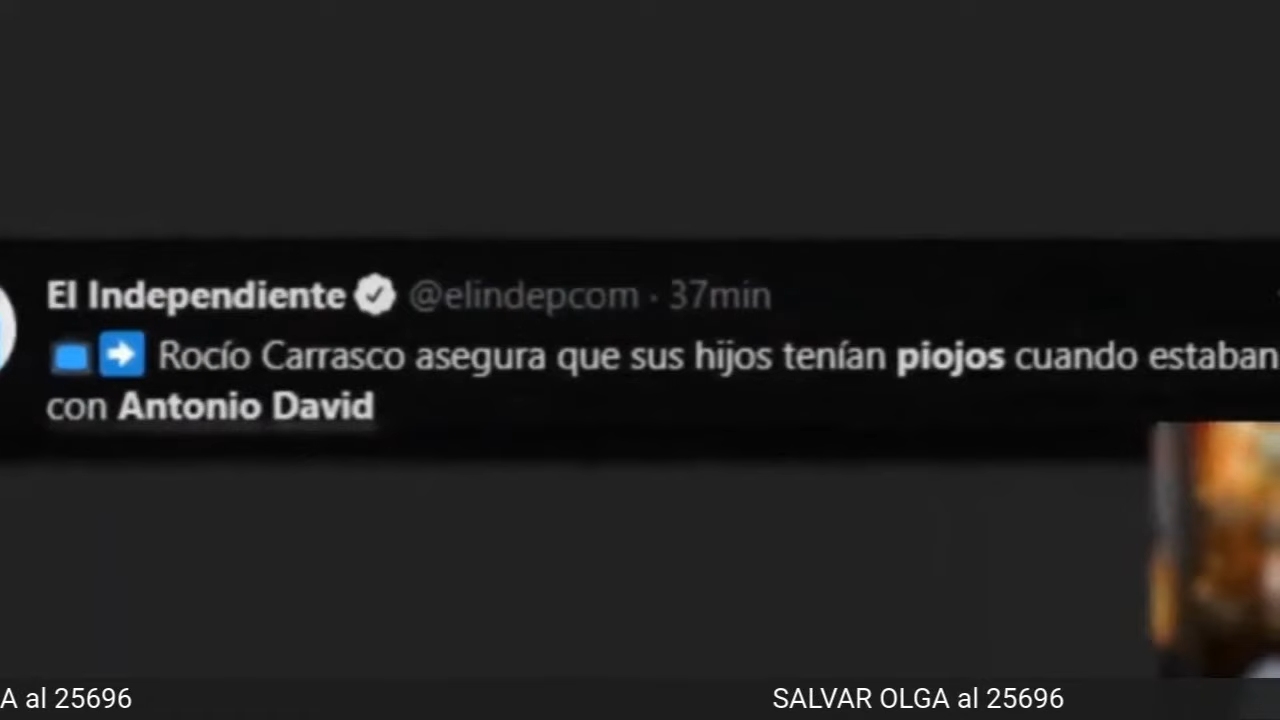 El Independiente @elindepcom · 37min
Rocío Carrasco asegura que sus hijos tenían piojos cuando estaban
con Antonio David
A al 25696 SALVAR OLGA al 25696